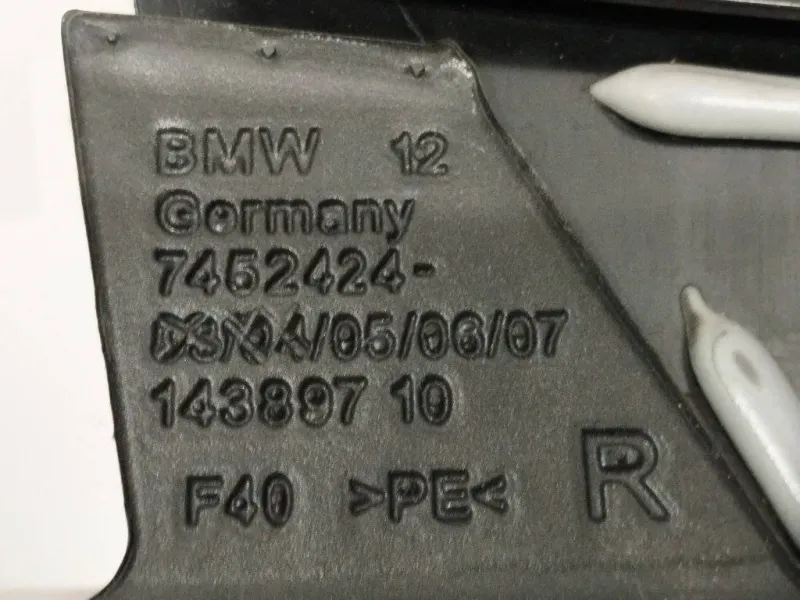 BMW 12
Germany
7452424-
03/04/05/06/07
143897 10
F40 >PE< R